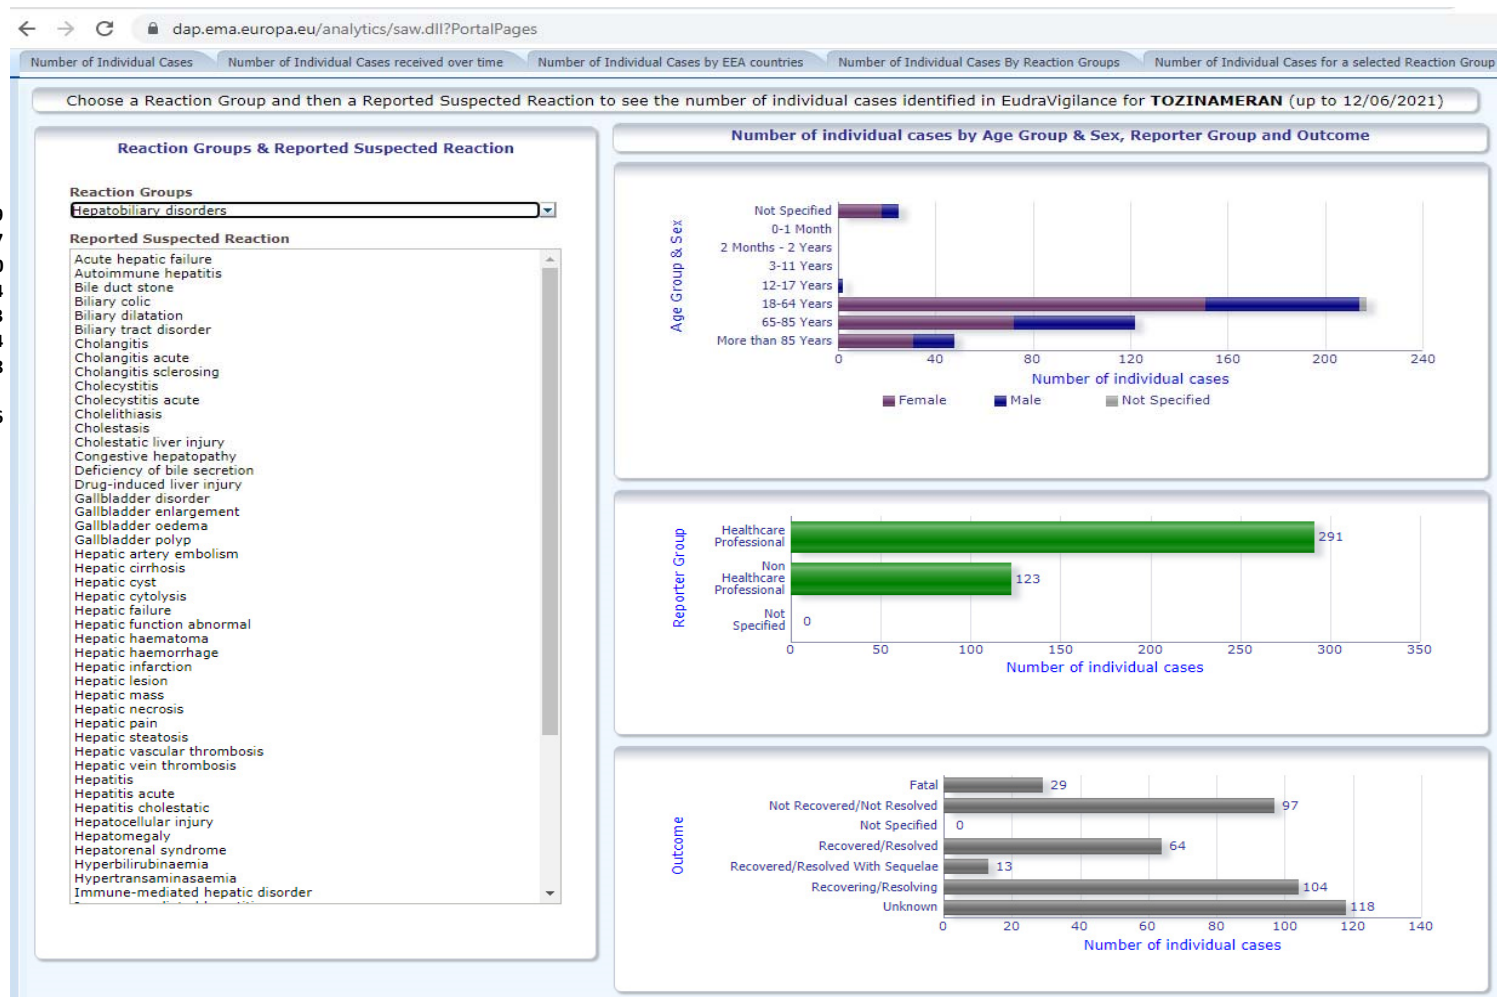 dap.ema.europa.eu/analytics/saw.dll?PortalPages
Number of Individual Cases
Number of Individual Cases received over time
Number of Individual Cases by EEA countries
Number of Individual Cases By Reaction Groups
Number of Individual Cases for a selected Reaction Group
Choose a Reaction Group and then a Reported Suspected Reaction to see the number of individual cases identified in EudraVigilance for TOZINAMERAN (up to 12/06/2021)
Reaction Groups & Reported Suspected Reaction
Reaction Groups
Hepatobiliary disorders
Reported Suspected Reaction
Acute hepatic failure
Autoimmune hepatitis
Bile duct stone
Biliary colic
Biliary dilatation
Biliary tract disorder
Cholangitis
Cholangitis acute
Cholangitis sclerosing
Cholecystitis
Cholecystitis acute
Cholelithiasis
Cholestasis
Cholestatic liver injury
Congestive hepatopathy
Deficiency of bile secretion
Drug-induced liver injury
Gallbladder disorder
Gallbladder enlargement
Gallbladder oedema
Gallbladder polyp
Hepatic artery embolism
Hepatic cirrhosis
Hepatic cyst
Hepatic cytolysis
Hepatic failure
Hepatic function abnormal
Hepatic haematoma
Hepatic haemorrhage
Hepatic infarction
Hepatic lesion
Hepatic mass
Hepatic necrosis
Hepatic pain
Hepatic steatosis
Hepatic vascular thrombosis
Hepatic vein thrombosis
Hepatitis
Hepatitis acute
Hepatitis cholestatic
Hepatocellular injury
Hepatomegaly
Hepatorenal syndrome
Hyperbilirubinaemia
Hypertransaminasaemia
Immune-mediated hepatic disorder
Number of individual cases by Age Group & Sex, Reporter Group and Outcome
Age Group & Sex
Not Specified
0-1 Month
2 Months - 2 Years
3-11 Years
12-17 Years
18-64 Years
65-85 Years
More than 85 Years
0 40 80 120 160 200 240
Number of individual cases
Female Male Not Specified
Reporter Group
Healthcare
Professional
291
Non
Healthcare
Professional
123
Not
Specified
0
0 50 100 150 200 250 300 350
Number of individual cases
Outcome
Fatal 29
Not Recovered/Not Resolved 97
Not Specified 0
Recovered/Resolved 64
Recovered/Resolved With Sequelae 13
Recovering/Resolving 104
Unknown 118
0 20 40 60 80 100 120 140
Number of individual cases